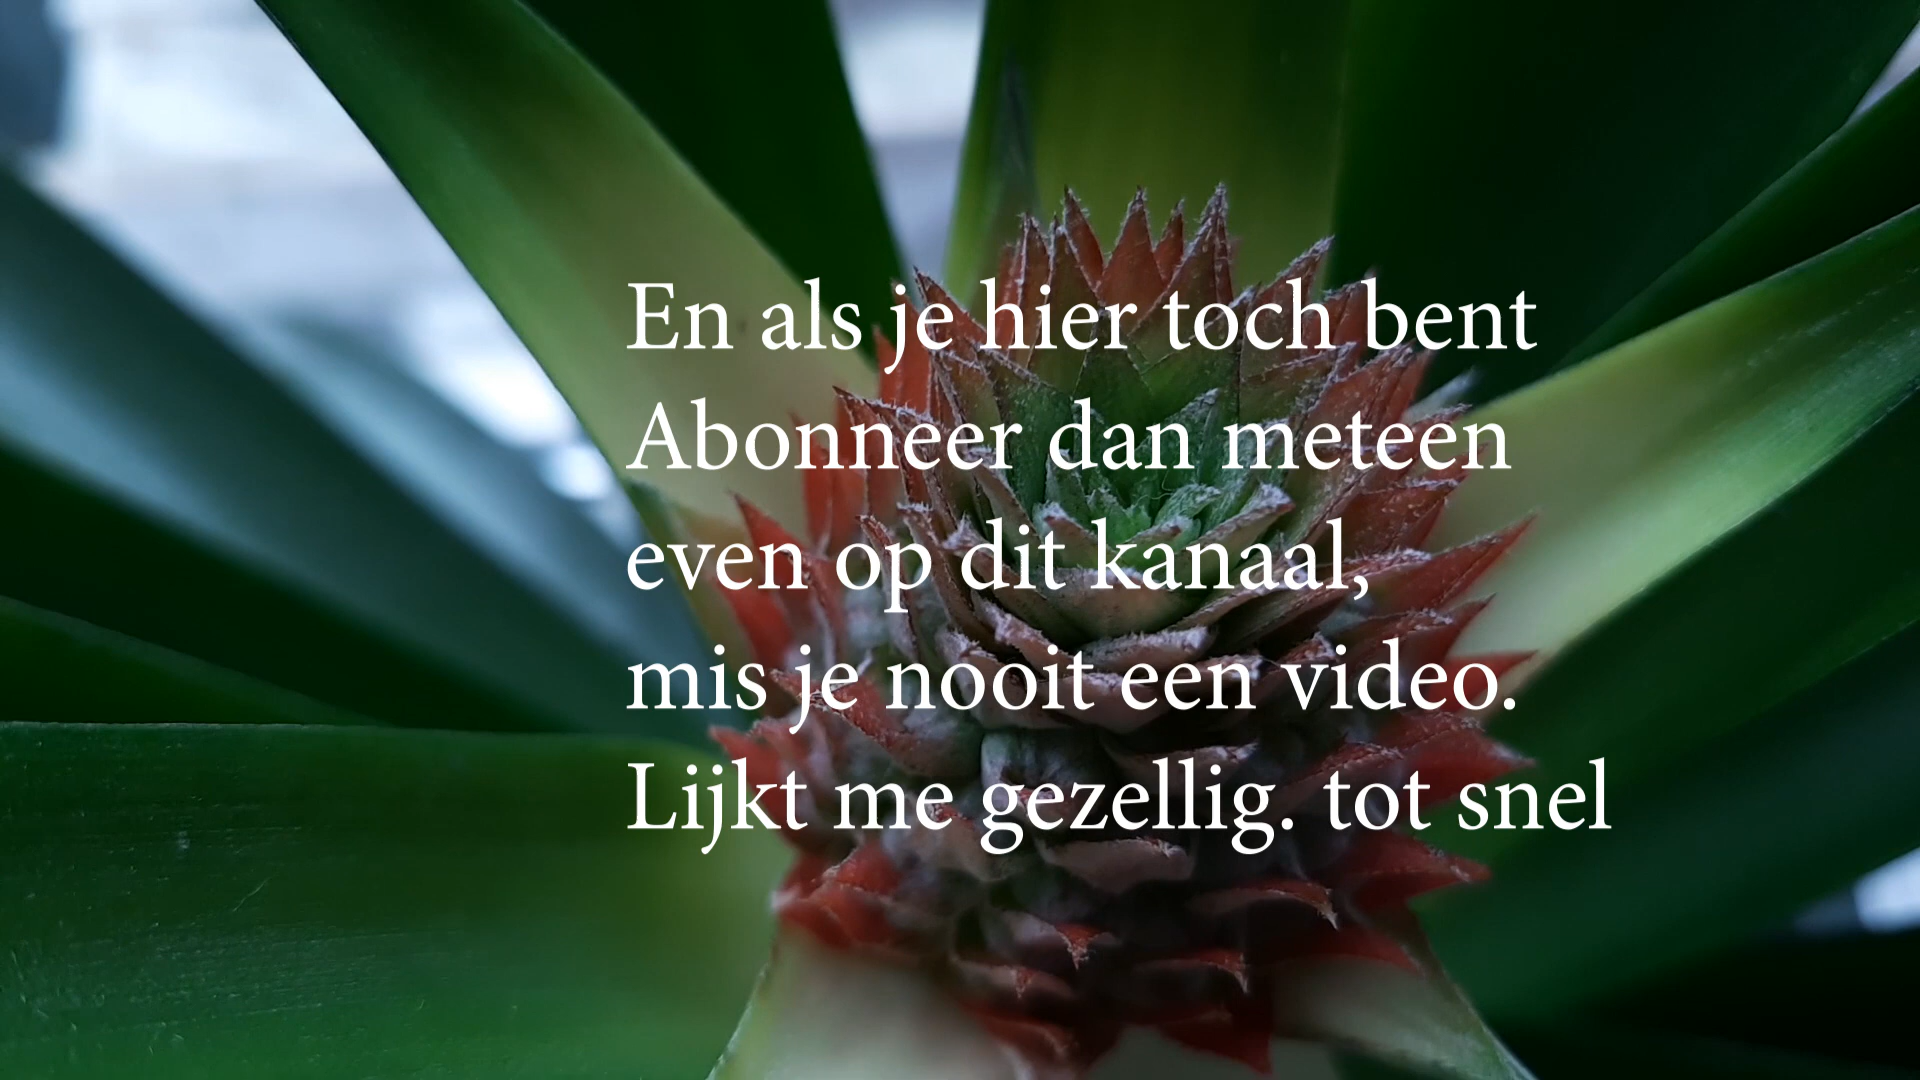 En als je hier toch bent
Abonneer dan meteen
even op dit kanaal,
mis je nooit een video.
Lijkt me gezellig. tot snel